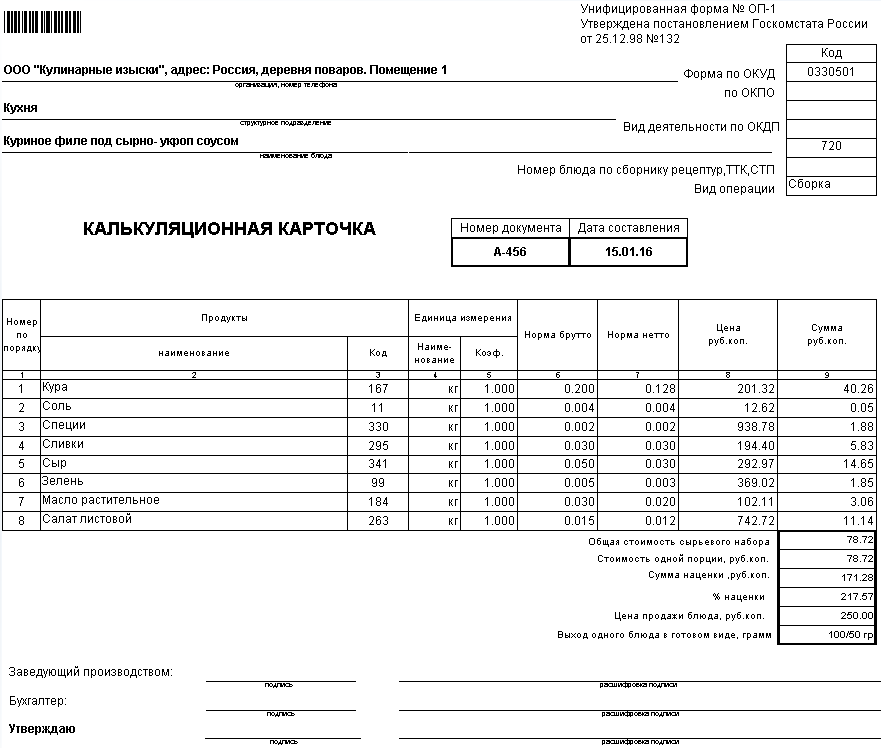 Унифицированная форма № ОП-1
Утверждена постановлением Госкомстата России
от 25.12.98 №132
Код
ООО "Кулинарные изыски", адрес: Россия, деревня поваров. Помещение 1
Форма по ОКУД 0330501
организация, номер телефона
по ОКПО
Кухня
структурное подразделение
Вид деятельности по ОКДП
Куриное филе под сырно- укроп соусом
720
наименование блюда
Номер блюда по сборнику рецептур,ТТК,СТП
Вид операции Сборка
КАЛЬКУЛЯЦИОННАЯ КАРТОЧКА
Номер документа Дата составления
А-456 15.01.16
Номер по порядку Продукты Единица измерения Норма брутто Норма нетто Цена руб.коп. Сумма руб.коп.
наименование Код Наиме-нование Коэф.
1 2 3 4 5 6 7 8 9
1 Кура 167 кг 1.000 0.200 0.128 201.32 40.26
2 Соль 11 кг 1.000 0.004 0.004 12.62 0.05
3 Специи 330 кг 1.000 0.002 0.002 938.78 1.88
4 Сливки 295 кг 1.000 0.030 0.030 194.40 5.83
5 Сыр 341 кг 1.000 0.050 0.030 292.97 14.65
6 Зелень 99 кг 1.000 0.005 0.003 369.02 1.85
7 Масло растительное 184 кг 1.000 0.030 0.020 102.11 3.06
8 Салат листовой 263 кг 1.000 0.015 0.012 742.72 11.14
Общая стоимость сырьевого набора 78.72
Стоимость одной порции, руб.коп. 78.72
Сумма наценки ,руб.коп. 171.28
% наценки 217.57
Цена продажи блюда, руб.коп. 250.00
Выход одного блюда в готовом виде, грамм 100/50 гр
Заведующий производством:
подпись расшифровка подписи
Бухгалтер:
подпись расшифровка подписи
Утверждаю
подпись расшифровка подписи